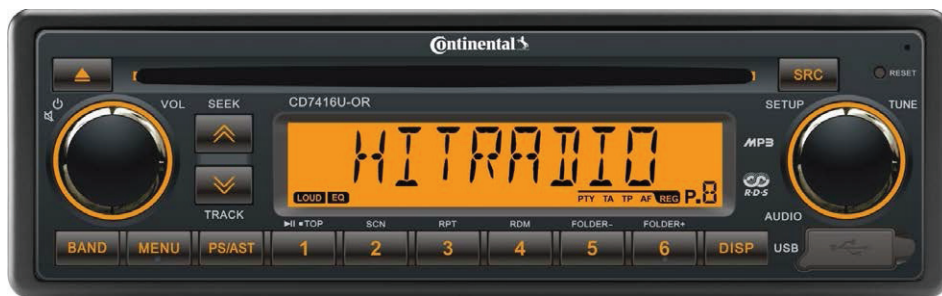 Continental
SRC
RESET
VOL SEEK CD7416U-OR SETUP TUNE
HITRADIO
MP3
R·D·S
LOUD EQ PTY TA TP AF REG P.8
TRACK AUDIO
TOP SCN RPT RDM FOLDER- FOLDER+
BAND MENU PS/AST 1 2 3 4 5 6 DISP USB